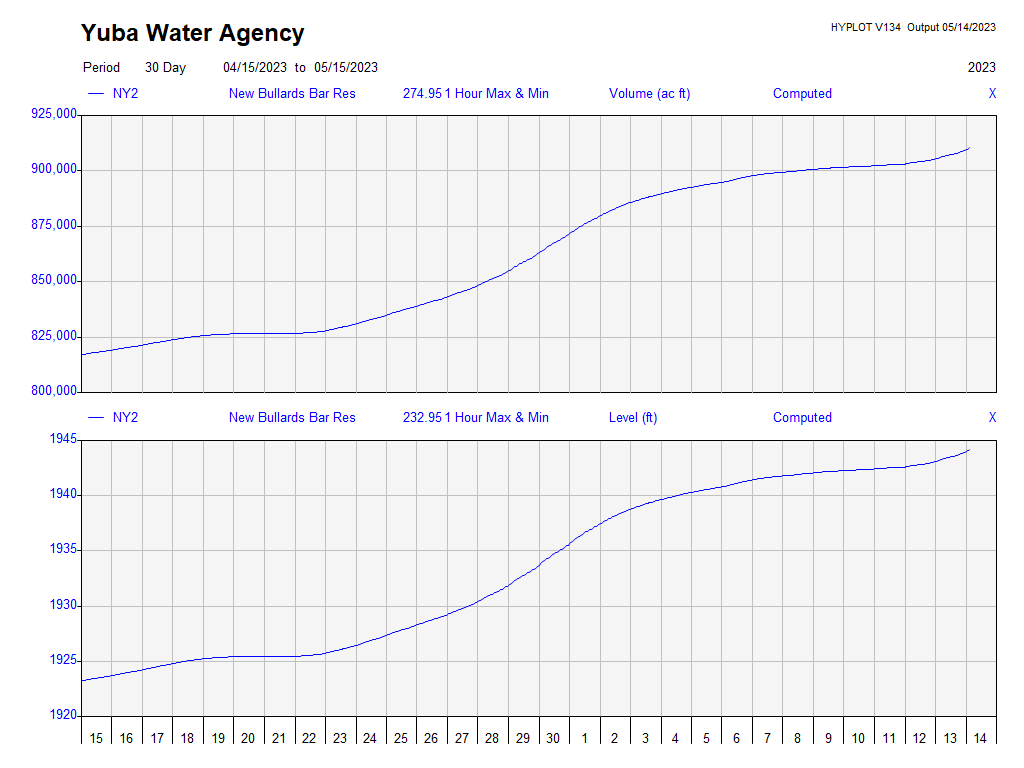 Yuba Water Agency
HYPLOT V134 Output 05/14/2023
Period 30 Day 04/15/2023 to 05/15/2023 2023
NY2 New Bullards Bar Res 274.95 1 Hour Max & Min Volume (ac ft) Computed X
925,000
900,000
875,000
850,000
825,000
800,000
NY2 New Bullards Bar Res 232.95 1 Hour Max & Min Level (ft) Computed X
1945
1940
1935
1930
1925
1920
15 16 17 18 19 20 21 22 23 24 25 26 27 28 29 30 1 2 3 4 5 6 7 8 9 10 11 12 13 14